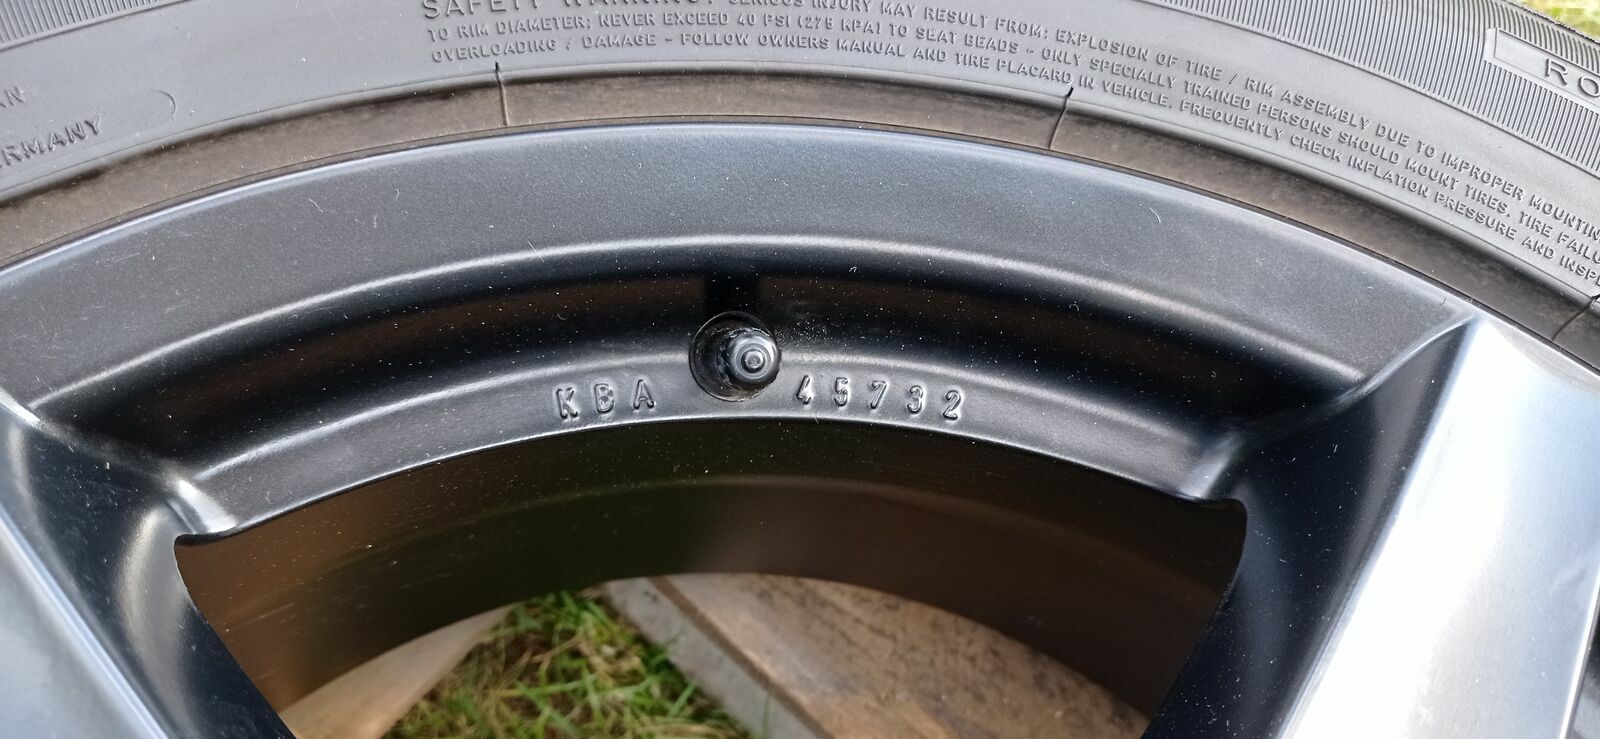 SAFETY WARNING: SERIOUS INJURY MAY RESULT FROM: EXPLOSION OF TIRE / RIM ASSEMBLY DUE TO IMPROPER MOUNTIN
TO RIM DIAMETER; NEVER EXCEED 40 PSI (275 KPA) TO SEAT BEADS - ONLY SPECIALLY TRAINED PERSONS SHOULD MOUNT TIRES. TIRE FAILU
OVERLOADING / DAMAGE - FOLLOW OWNERS MANUAL AND TIRE PLACARD IN VEHICLE. FREQUENTLY CHECK INFLATION PRESSURE AND INSP
RO
AN
ERMANY
KBA 45732